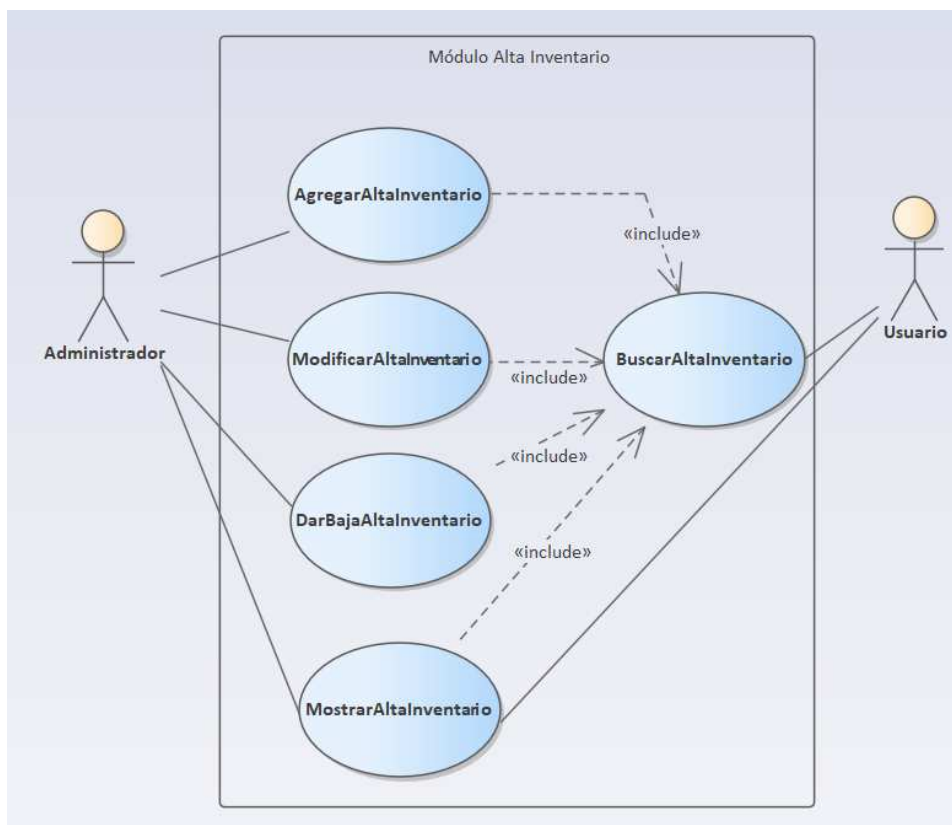 Módulo Alta Inventario
AgregarAltaInventario
«include»
Administrador
Usuario
ModificarAltaInventario
BuscarAltaInventario
«include»
«include»
DarBajaAltaInventario
«include»
MostrarAltaInventario